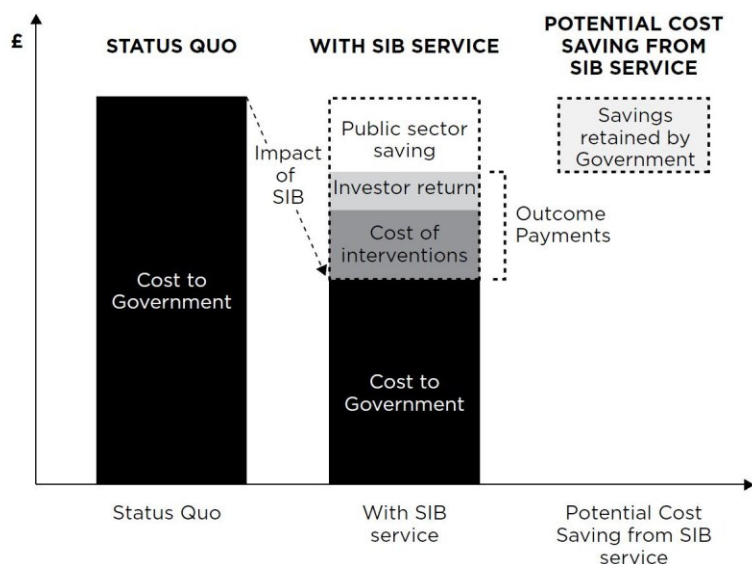 £
STATUS QUO
WITH SIB SERVICE
POTENTIAL COST
SAVING FROM
SIB SERVICE
Impact
of
SIB
Public sector
saving
Investor return
Cost of
interventions
Outcome
Payments
Savings
retained by
Government
Cost to
Government
Cost to
Government
Status Quo
With SIB
service
Potential Cost
Saving from SIB
service